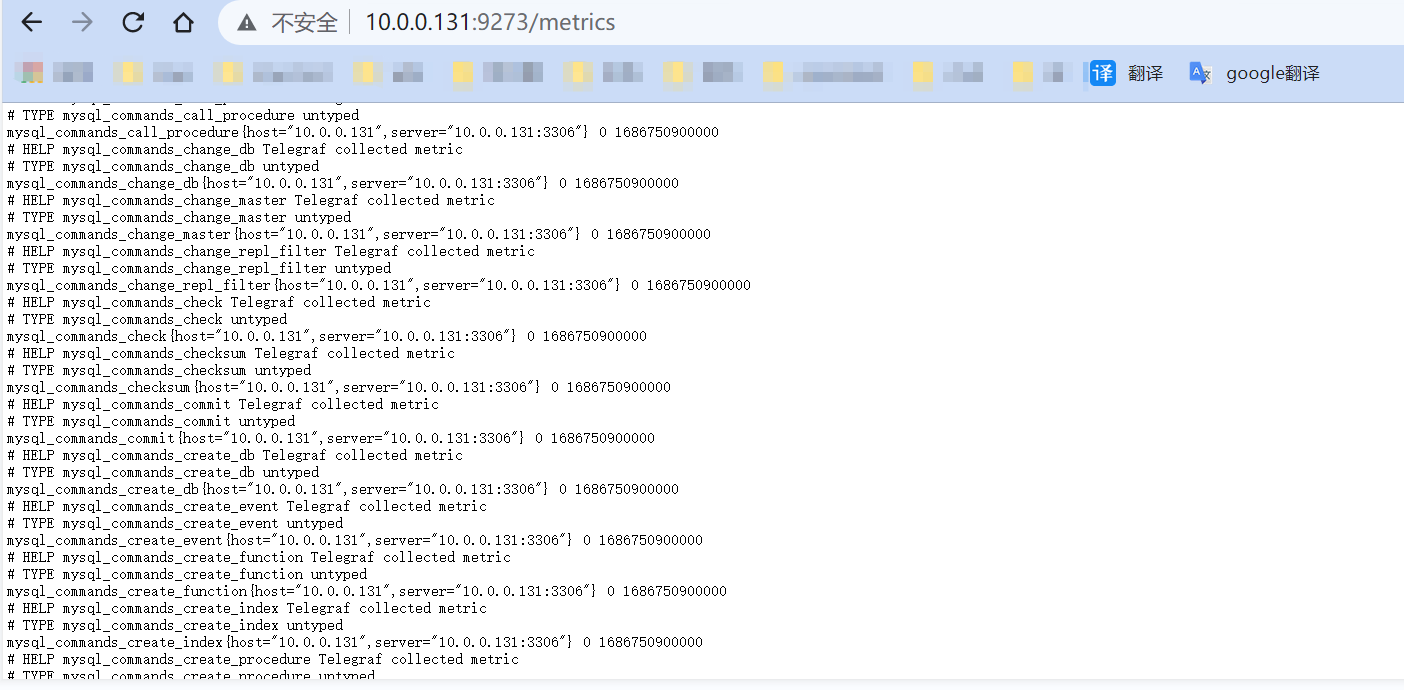 不安全 10.0.0.131:9273/metrics
译 翻译 google翻译
# TYPE mysql_commands_call_procedure untyped
mysql_commands_call_procedure{host="10.0.0.131",server="10.0.0.131:3306"} 0 1686750900000
# HELP mysql_commands_change_db Telegraf collected metric
# TYPE mysql_commands_change_db untyped
mysql_commands_change_db{host="10.0.0.131",server="10.0.0.131:3306"} 0 1686750900000
# HELP mysql_commands_change_master Telegraf collected metric
# TYPE mysql_commands_change_master untyped
mysql_commands_change_master{host="10.0.0.131",server="10.0.0.131:3306"} 0 1686750900000
# HELP mysql_commands_change_repl_filter Telegraf collected metric
# TYPE mysql_commands_change_repl_filter untyped
mysql_commands_change_repl_filter{host="10.0.0.131",server="10.0.0.131:3306"} 0 1686750900000
# HELP mysql_commands_check Telegraf collected metric
# TYPE mysql_commands_check untyped
mysql_commands_check{host="10.0.0.131",server="10.0.0.131:3306"} 0 1686750900000
# HELP mysql_commands_checksum Telegraf collected metric
# TYPE mysql_commands_checksum untyped
mysql_commands_checksum{host="10.0.0.131",server="10.0.0.131:3306"} 0 1686750900000
# HELP mysql_commands_commit Telegraf collected metric
# TYPE mysql_commands_commit untyped
mysql_commands_commit{host="10.0.0.131",server="10.0.0.131:3306"} 0 1686750900000
# HELP mysql_commands_create_db Telegraf collected metric
# TYPE mysql_commands_create_db untyped
mysql_commands_create_db{host="10.0.0.131",server="10.0.0.131:3306"} 0 1686750900000
# HELP mysql_commands_create_event Telegraf collected metric
# TYPE mysql_commands_create_event untyped
mysql_commands_create_event{host="10.0.0.131",server="10.0.0.131:3306"} 0 1686750900000
# HELP mysql_commands_create_function Telegraf collected metric
# TYPE mysql_commands_create_function untyped
mysql_commands_create_function{host="10.0.0.131",server="10.0.0.131:3306"} 0 1686750900000
# HELP mysql_commands_create_index Telegraf collected metric
# TYPE mysql_commands_create_index untyped
mysql_commands_create_index{host="10.0.0.131",server="10.0.0.131:3306"} 0 1686750900000
# HELP mysql_commands_create_procedure Telegraf collected metric
# TYPE mysql_commands_create_procedure untyped